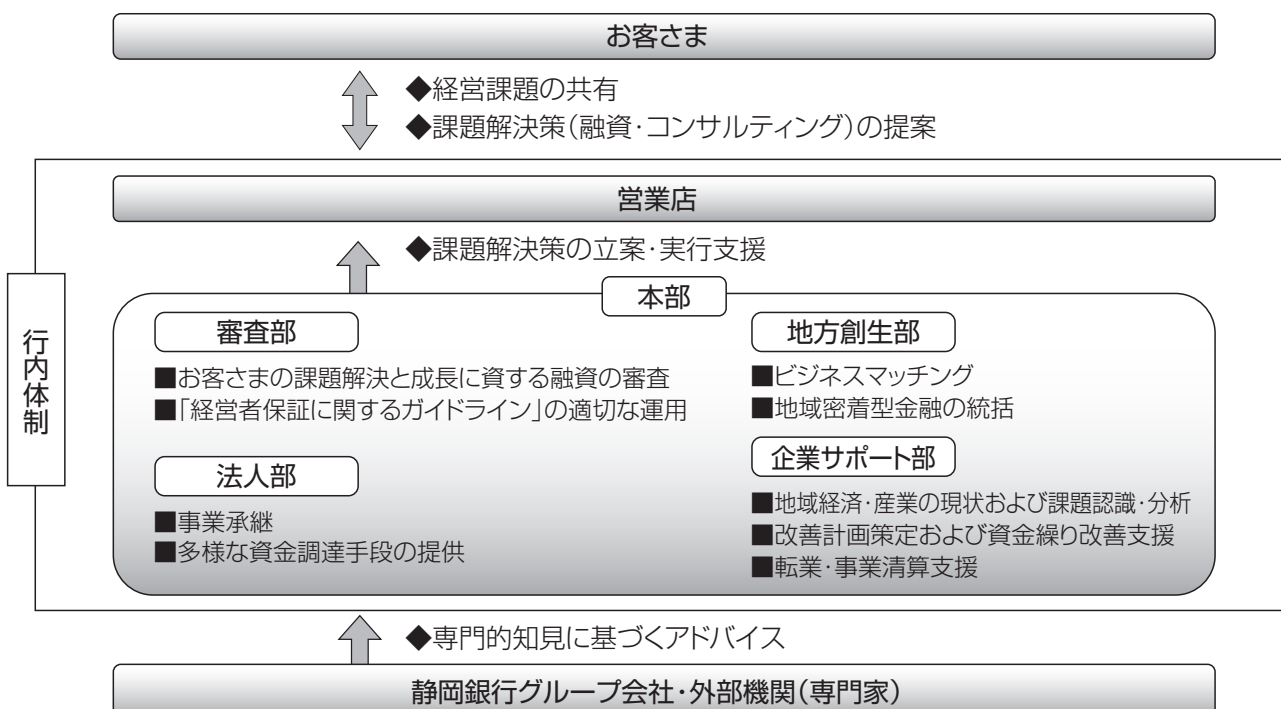 お客さま
◆経営課題の共有
◆課題解決策(融資・コンサルティング)の提案
営業店
◆課題解決策の立案・実行支援
行内体制
本部
審査部
■お客さまの課題解決と成長に資する融資の審査
■「経営者保証に関するガイドライン」の適切な運用
法人部
■事業承継
■多様な資金調達手段の提供
地方創生部
■ビジネスマッチング
■地域密着型金融の統括
企業サポート部
■地域経済・産業の現状および課題認識・分析
■改善計画策定および資金繰り改善支援
■転業・事業清算支援
◆専門的知見に基づくアドバイス
静岡銀行グループ会社・外部機関(専門家)